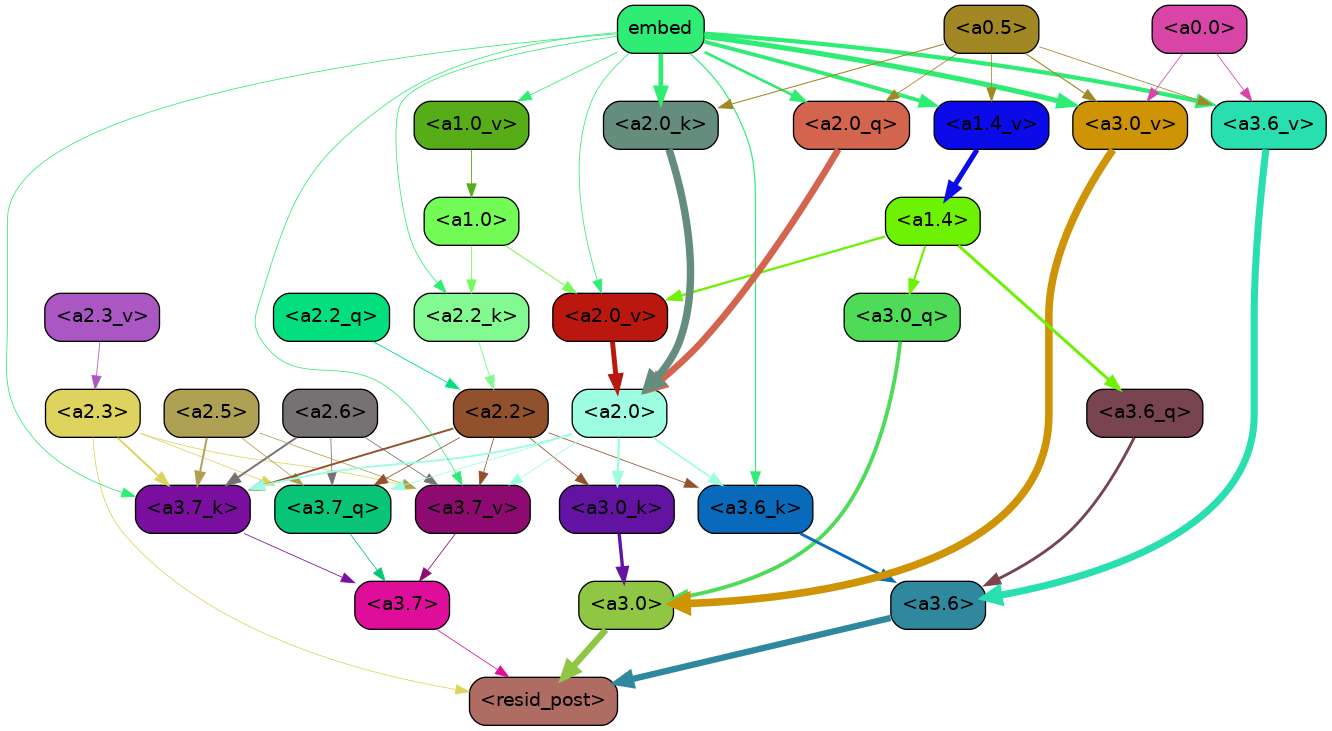 embed
<a0.5>
<a0.0>
<a1.0_v>
<a2.0_k>
<a2.0_q>
<a1.4_v>
<a3.0_v>
<a3.6_v>
<a1.0>
<a1.4>
<a2.3_v>
<a2.2_q>
<a2.2_k>
<a2.0_v>
<a3.0_q>
<a2.3>
<a2.5>
<a2.6>
<a2.2>
<a2.0>
<a3.6_q>
<a3.7_k>
<a3.7_q>
<a3.7_v>
<a3.0_k>
<a3.6_k>
<a3.7>
<a3.0>
<a3.6>
<resid_post>